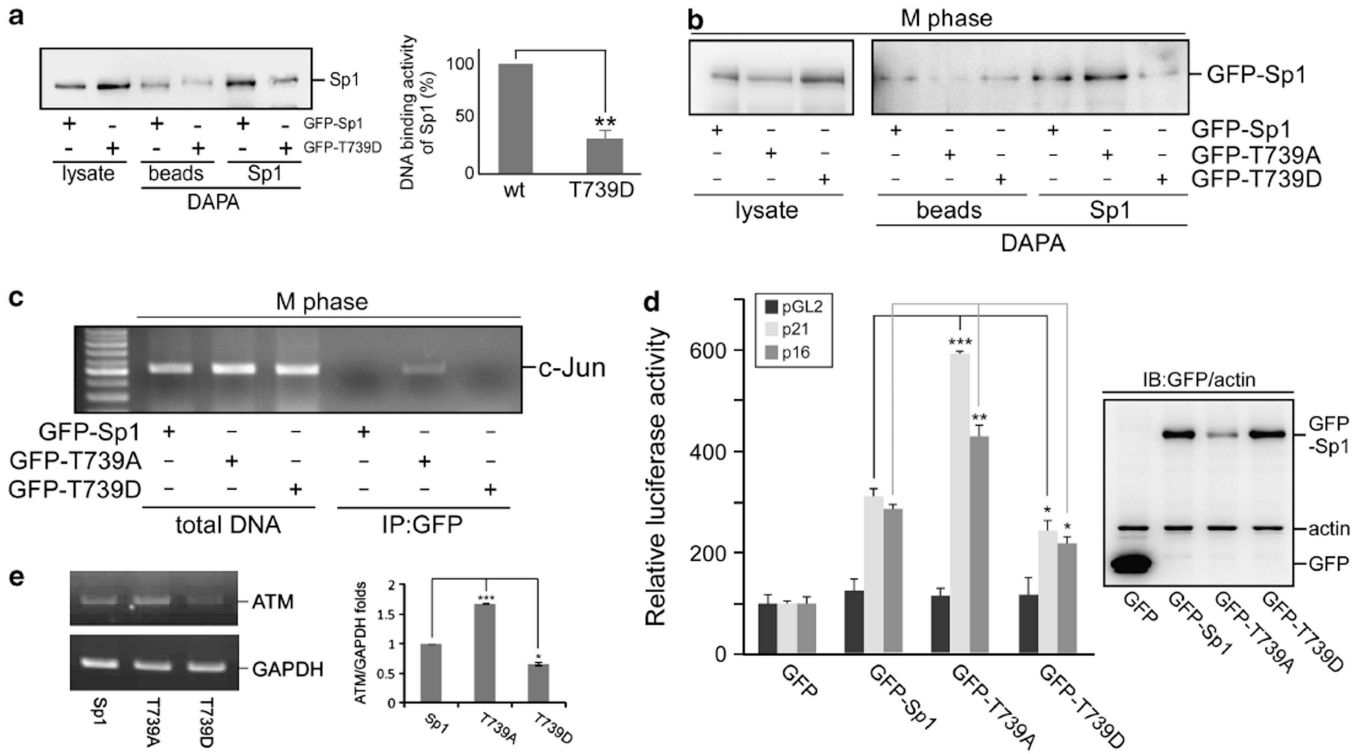 a
Sp1
+ - + - + - GFP-Sp1
- + - + - + GFP-T739D
lysate beads Sp1
DAPA
DNA binding activity
of Sp1 (%)
100
50
0
**
wt T739D
b
M phase
GFP-Sp1
+ - - + - - + - - GFP-Sp1
- + - - + - - + - GFP-T739A
- - + - - + - - + GFP-T739D
lysate beads Sp1
DAPA
c
M phase
c-Jun
GFP-Sp1 + - - + - -
GFP-T739A - + - - + -
GFP-T739D - - + - - +
total DNA IP:GFP
d
Relative luciferase activity
600
400
200
0
pGL2
p21
p16
***
**
*
*
GFP GFP-Sp1 GFP-T739A GFP-T739D
IB:GFP/actin
GFP
-Sp1
actin
GFP
GFP GFP-Sp1 GFP-T739A GFP-T739D
e
ATM
GAPDH
Sp1 T739A T739D
ATM/GAPDH folds
2
1.5
1
0.5
0
***
*
Sp1 T739A T739D